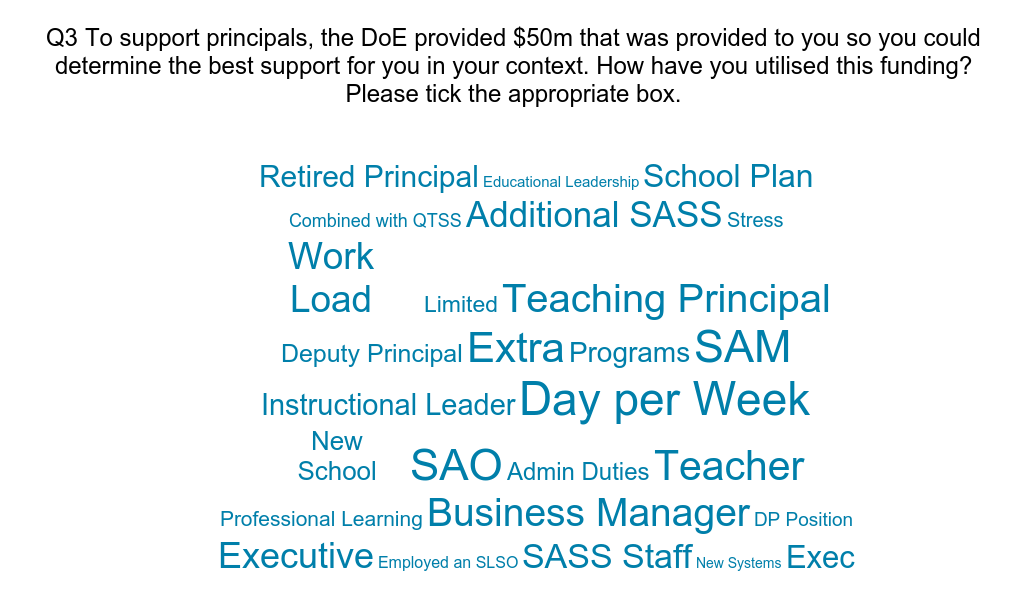 Q3 To support principals, the DoE provided $50m that was provided to you so you could
determine the best support for you in your context. How have you utilised this funding?
Please tick the appropriate box.
Retired Principal Educational Leadership School Plan
Combined with QTSS Additional SASS Stress
Work
Load Limited Teaching Principal
Deputy Principal Extra Programs SAM
Instructional Leader Day per Week
New
School SAO Admin Duties Teacher
Professional Learning Business Manager DP Position
Executive Employed an SLSO SASS Staff New Systems Exec